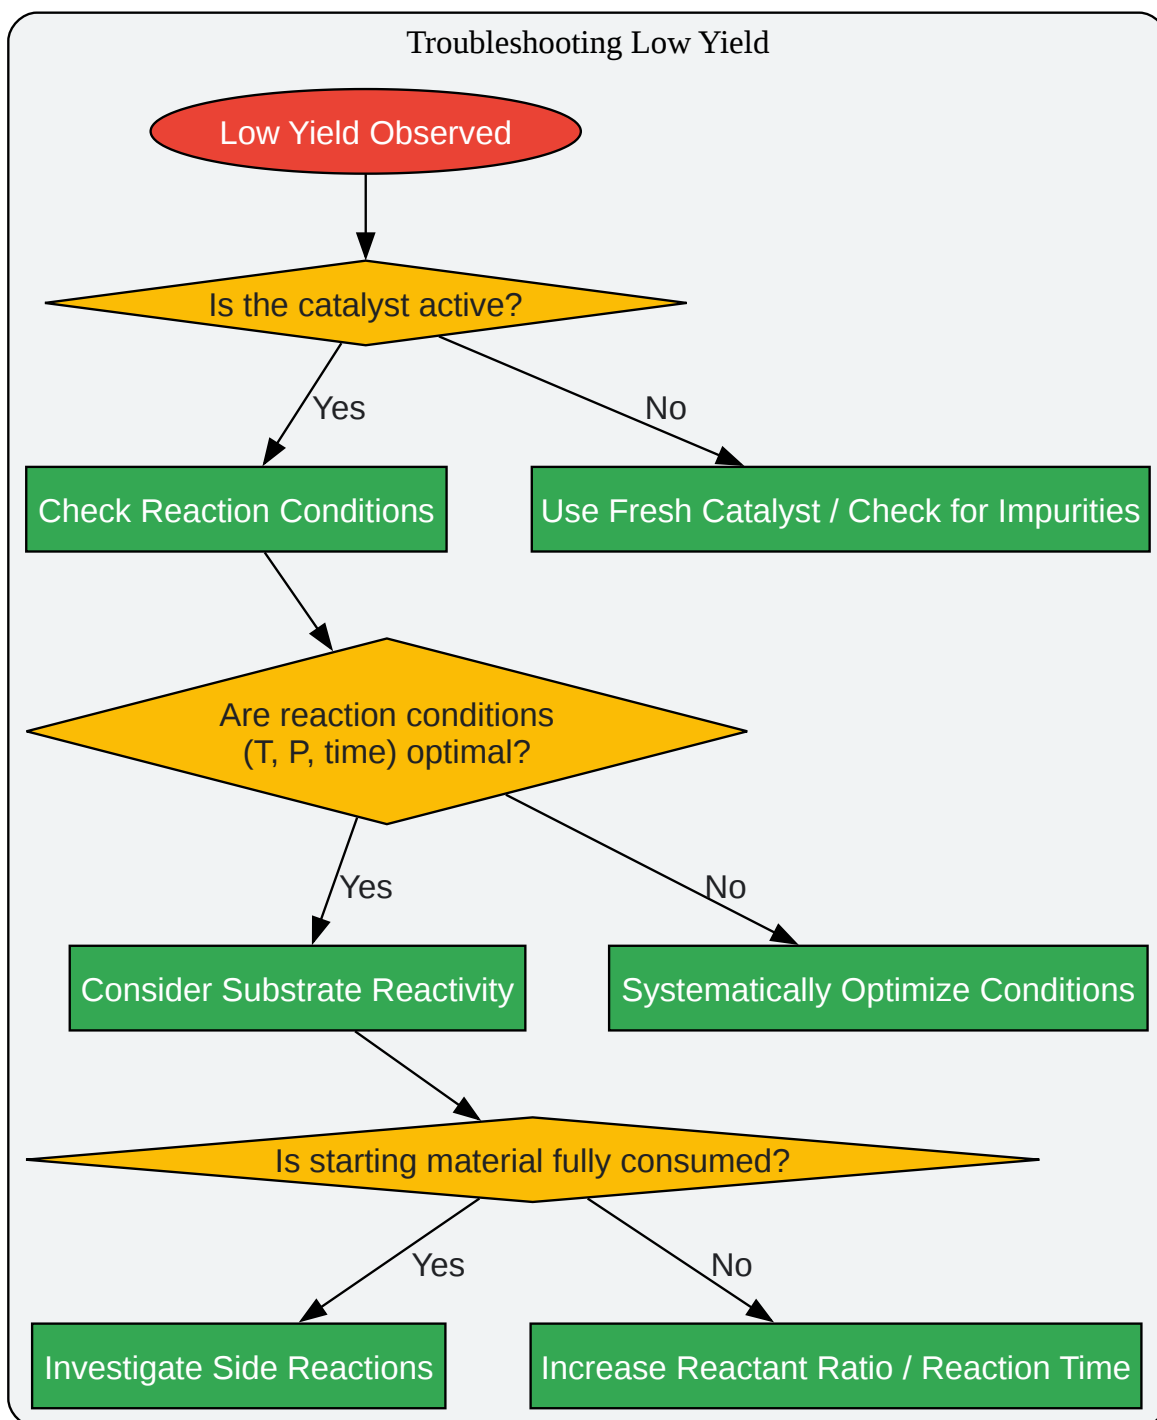 Troubleshooting Low Yield
Low Yield Observed
Is the catalyst active?
Yes
No
Check Reaction Conditions
Use Fresh Catalyst / Check for Impurities
Are reaction conditions
(T, P, time) optimal?
Yes
No
Consider Substrate Reactivity
Systematically Optimize Conditions
Is starting material fully consumed?
Yes
No
Investigate Side Reactions
Increase Reactant Ratio / Reaction Time